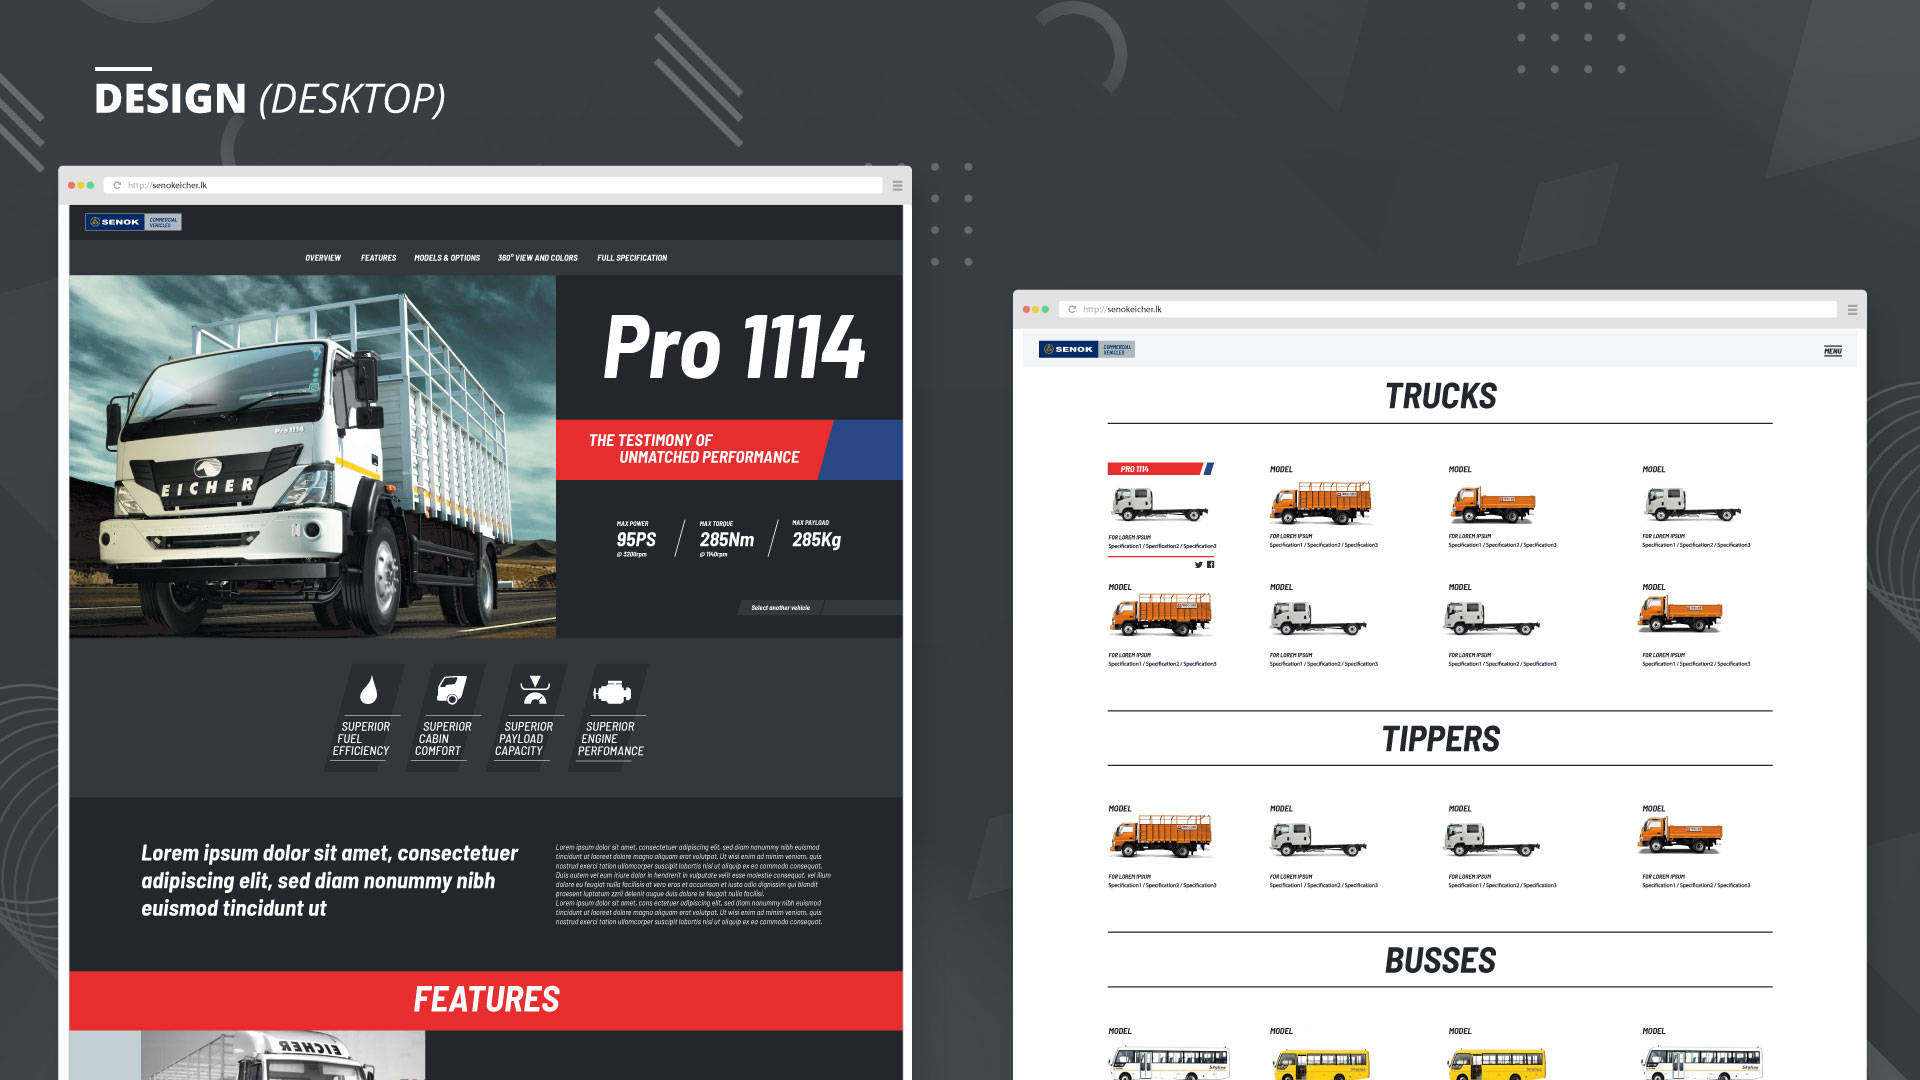 DESIGN (DESKTOP)
http://senokeicher.lk
SENOK
COMMERCIAL
VEHICLES
OVERVIEW
FEATURES
MODELS & OPTIONS
360° VIEW AND COLORS
FULL SPECIFICATION
Pro 1114
EICHER
Pro 1114
THE TESTIMONY OF
UNMATCHED PERFORMANCE
MAX POWER
95PS
@ 3200rpm
MAX TORQUE
285Nm
@ 1140rpm
MAX PAYLOAD
285Kg
Select another vehicle
SUPERIOR
FUEL
EFFICIENCY
SUPERIOR
CABIN
COMFORT
SUPERIOR
PAYLOAD
CAPACITY
SUPERIOR
ENGINE
PERFOMANCE
Lorem ipsum dolor sit amet, consectetuer
adipiscing elit, sed diam nonummy nibh
euismod tincidunt ut
Lorem ipsum dolor sit amet, consectetuer adipiscing elit, sed diam nonummy nibh euismod
tincidunt ut laoreet dolore magna aliquam erat volutpat. Ut wisi enim ad minim veniam, quis
nostrud exerci tation ullamcorper suscipit lobortis nisl ut aliquip ex ea commodo consequat.
Duis autem vel eum iriure dolor in hendrerit in vulputate velit esse molestie consequat, vel illum
dolore eu feugiat nulla facilisis at vero eros et accumsan et iusto odio dignissim qui blandit
praesent luptatum zzril delenit augue duis dolore te feugait nulla facilisi.
Lorem ipsum dolor sit amet, cons ectetuer adipiscing elit, sed diam nonummy nibh euismod
tincidunt ut laoreet dolore magna aliquam erat volutpat. Ut wisi enim ad minim veniam, quis
nostrud exerci tation ullamcorper suscipit lobortis nisl ut aliquip ex ea commodo consequat.
FEATURES
EICHER
http://senokeicher.lk
SENOK
COMMERCIAL
VEHICLES
MENU
TRUCKS
PRO 1114
MODEL
MODEL
MODEL
FOR LOREM IPSUM
Specification1 / Specification2 / Specification3
FOR LOREM IPSUM
Specification1 / Specification2 / Specification3
FOR LOREM IPSUM
Specification1 / Specification2 / Specification3
FOR LOREM IPSUM
Specification1 / Specification2 / Specification3
MODEL
MODEL
MODEL
MODEL
FOR LOREM IPSUM
Specification1 / Specification2 / Specification3
FOR LOREM IPSUM
Specification1 / Specification2 / Specification3
FOR LOREM IPSUM
Specification1 / Specification2 / Specification3
FOR LOREM IPSUM
Specification1 / Specification2 / Specification3
TIPPERS
MODEL
MODEL
MODEL
MODEL
FOR LOREM IPSUM
Specification1 / Specification2 / Specification3
FOR LOREM IPSUM
Specification1 / Specification2 / Specification3
FOR LOREM IPSUM
Specification1 / Specification2 / Specification3
FOR LOREM IPSUM
Specification1 / Specification2 / Specification3
BUSSES
MODEL
MODEL
MODEL
MODEL
Skyline
Skyline
Skyline
Skyline